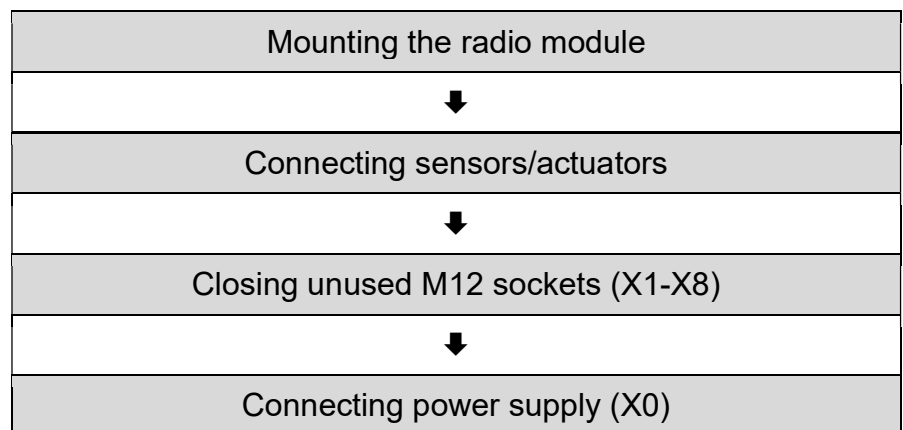 Mounting the radio module
🡇
Connecting sensors/actuators
🡇
Closing unused M12 sockets (X1-X8)
🡇
Connecting power supply (X0)